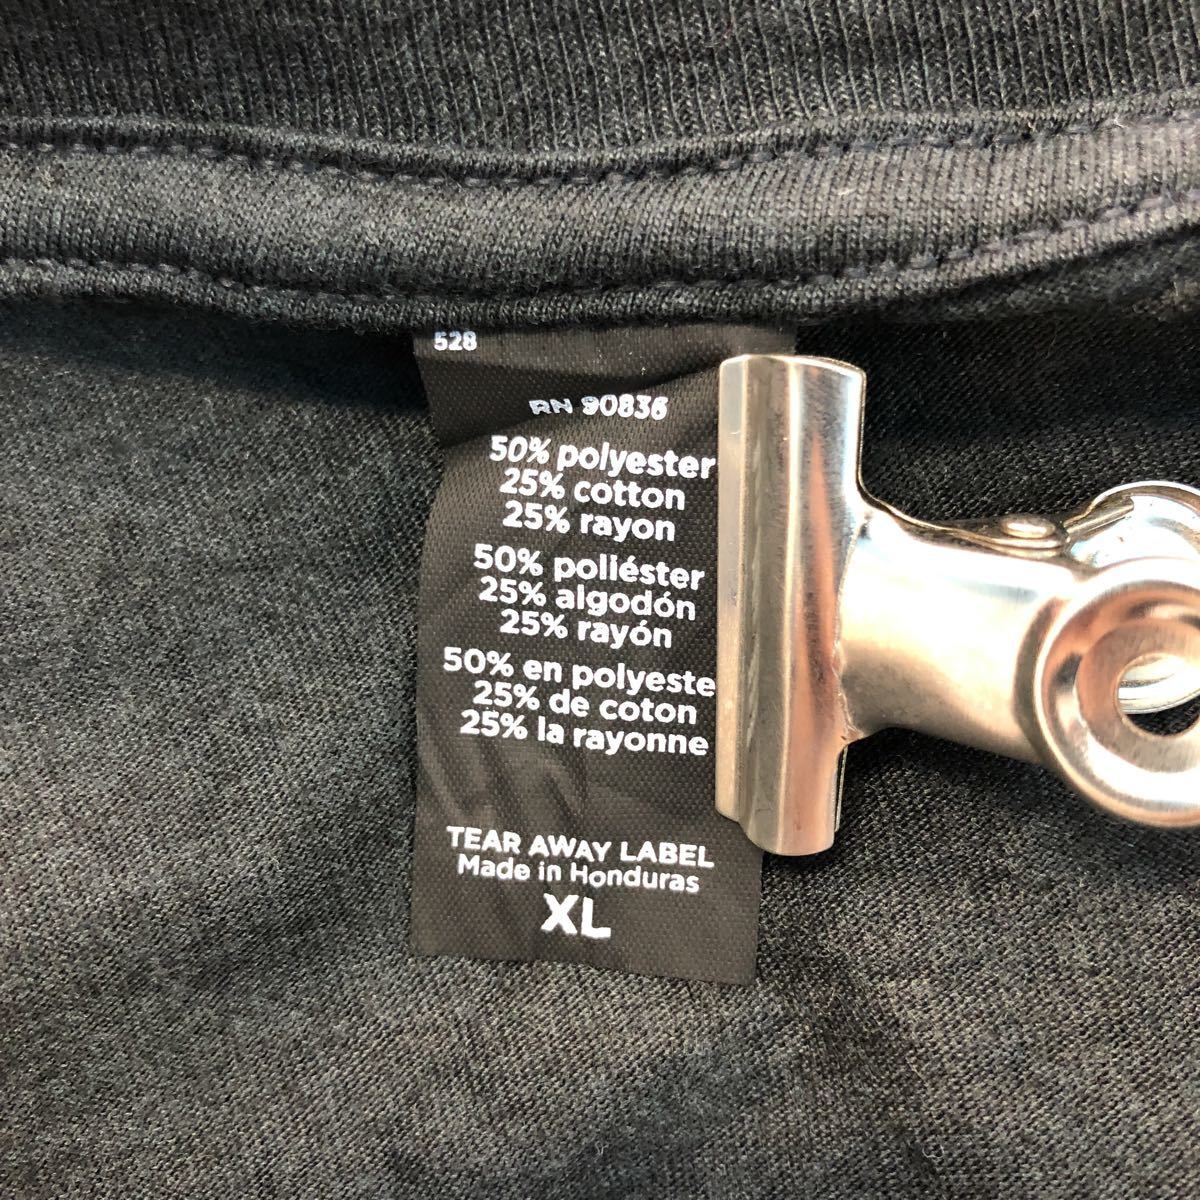 528
RN 90836
50% polyester
25% cotton
25% rayon
50% poliéster
25% algodón
25% rayón
50% en polyeste
25% de coton
25% la rayonne
TEAR AWAY LABEL
Made in Honduras
XL